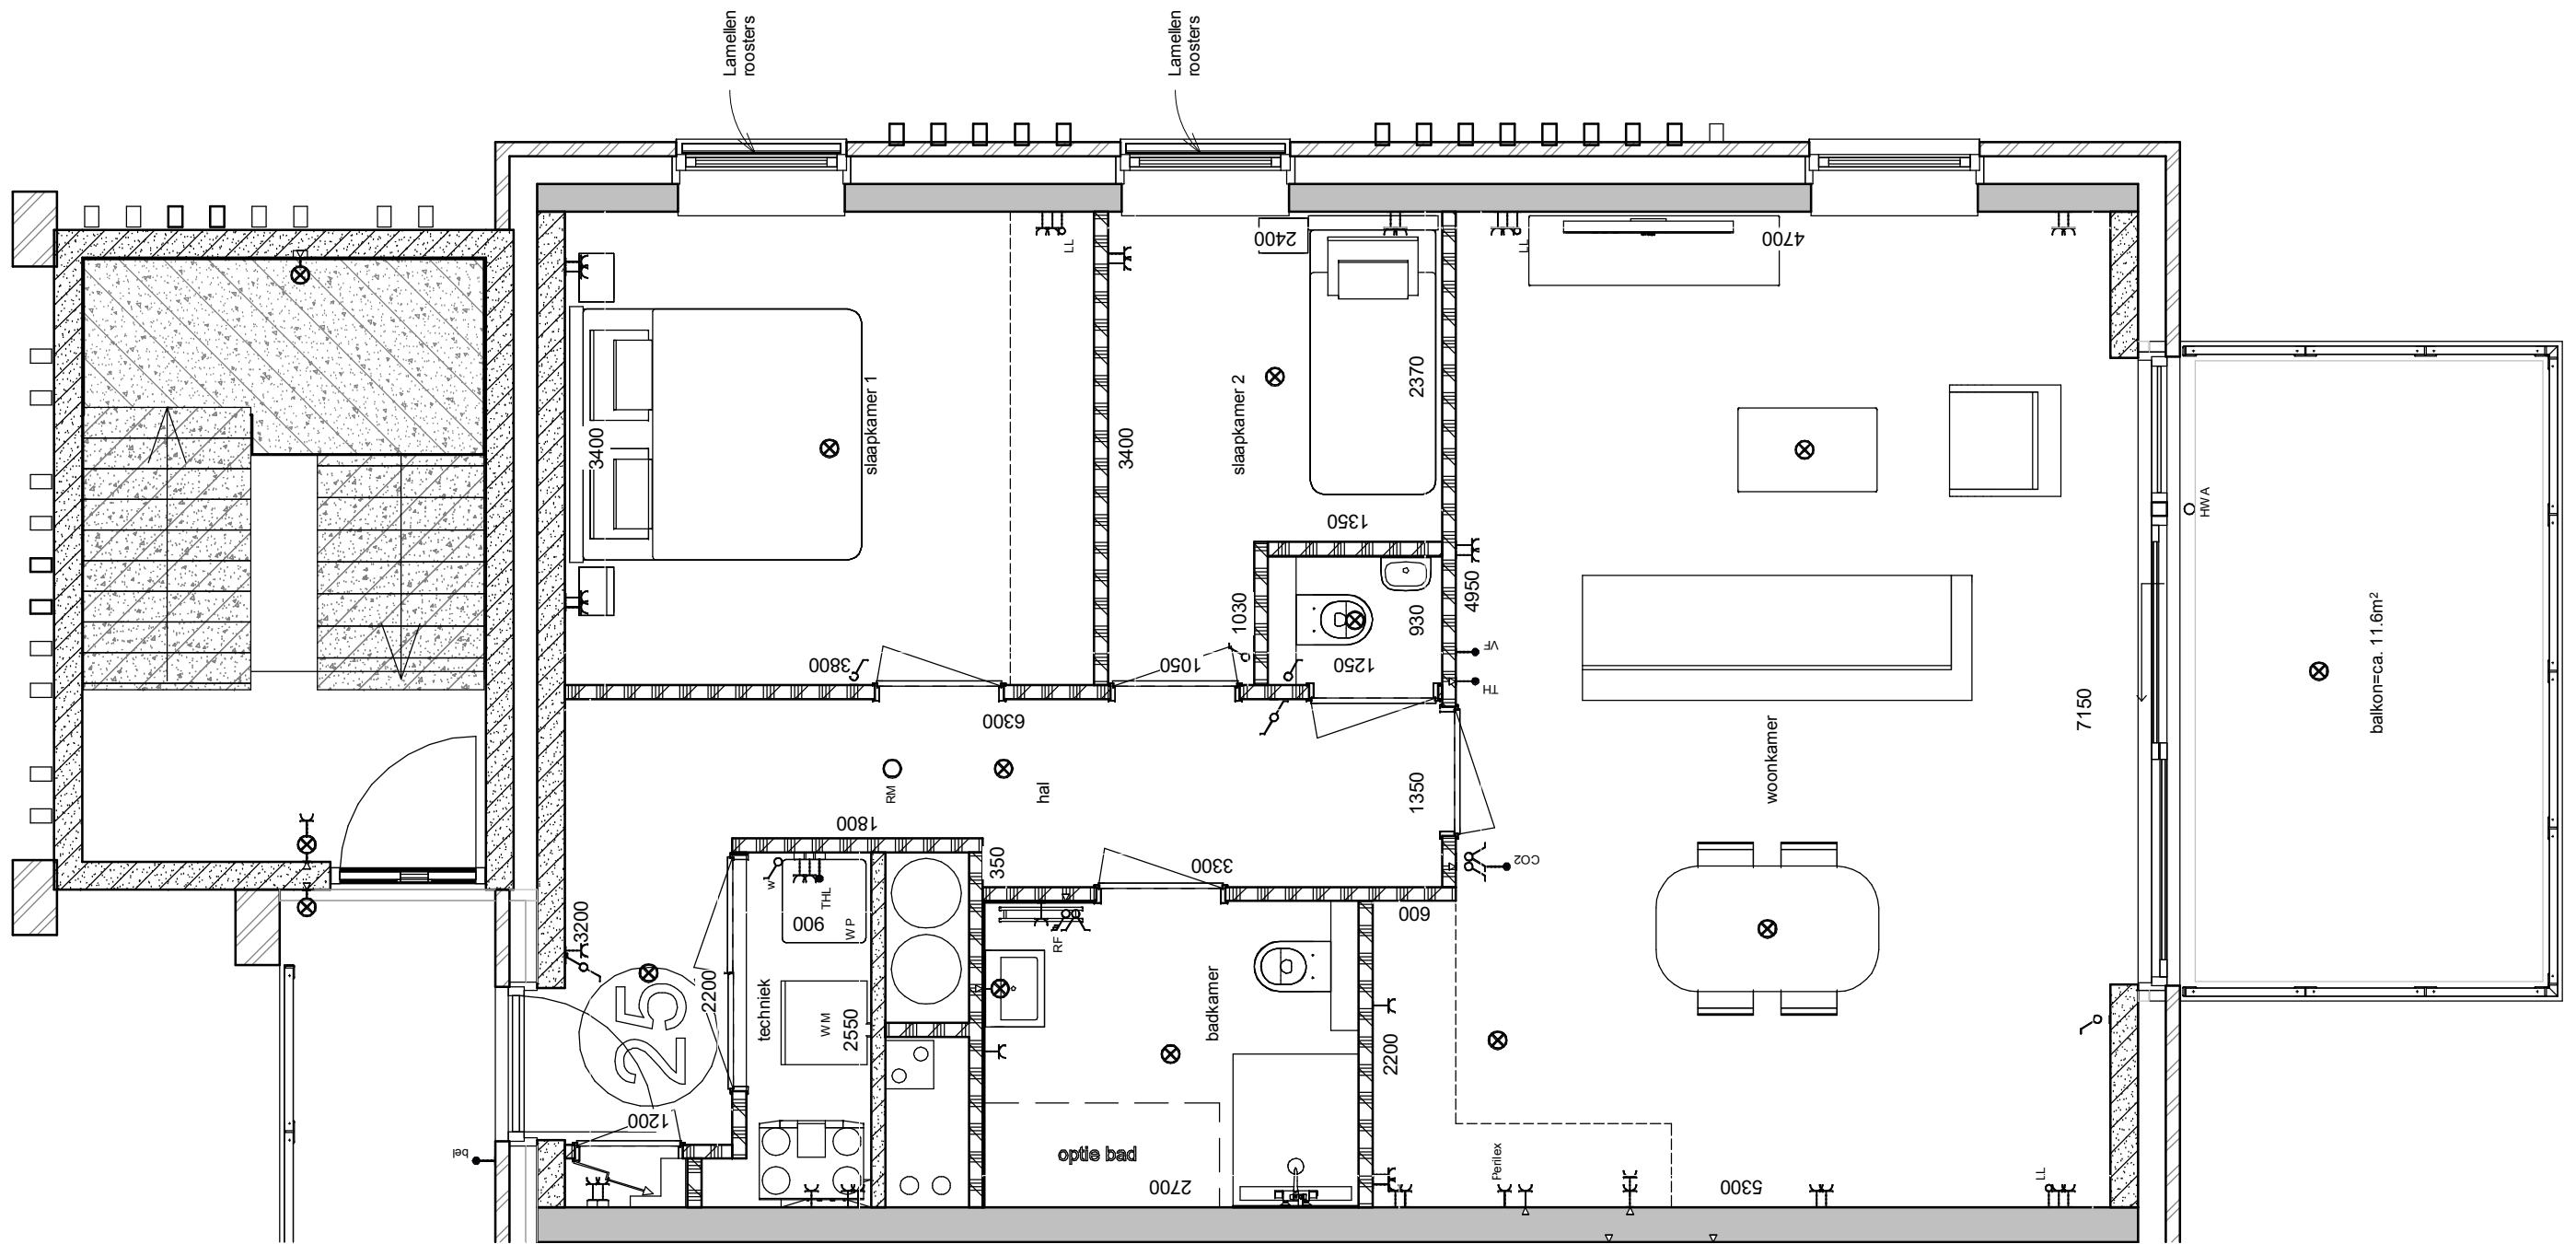 Lamellen
roosters
Lamellen
roosters
LL
2400
LL
4700
3400
slaapkamer 1
3400
slaapkamer 2
2370
1350
HWA
balkon=ca. 11.6m²
1030
930
4950
3800
1050
1250
VF
TH
6300
7150
woonkamer
RM
hal
1350
1800
350
3300
CO2
W
THL
900
WP
3200
RF
600
2200
25
techniek
WM
2550
badkamer
2200
1200
bel
optie bad
2700
Perilex
5300
LL